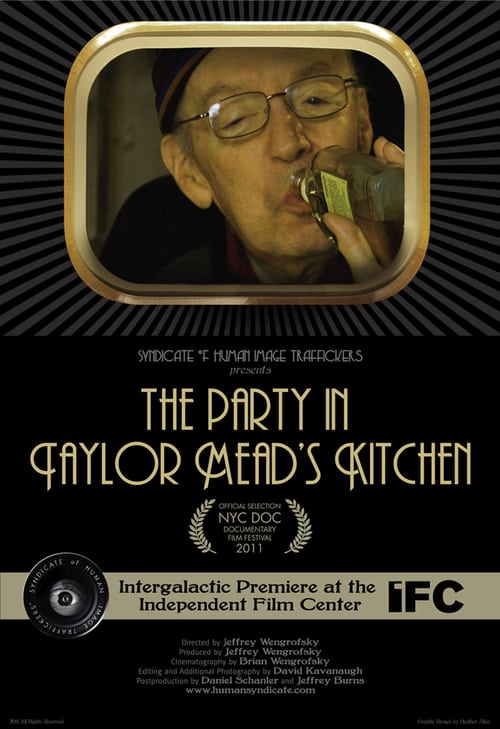 SYNDICATE OF HUMAN IMAGE TRAFFICKERS
presents
THE PARTY IN
TAYLOR MEAD'S KITCHEN
OFFICIAL SELECTION
NYC DOC
DOCUMENTARY
FILM FESTIVAL
2011
SYNDICATE of HUMAN IMAGE TRAFFICKERS
Intergalactic Premiere at the
Independent Film Center
IFC
Directed by Jeffrey Wengrofsky
Produced by Jeffrey Wengrofsky
Cinematography by Brian Wengrofsky
Editing and Additional Photography by David Kavanaugh
Postproduction by Daniel Schanler and Jeffrey Burns
www.humansyndicate.com
2011 All Rights Reserved
Graphic Design by Heather Allen